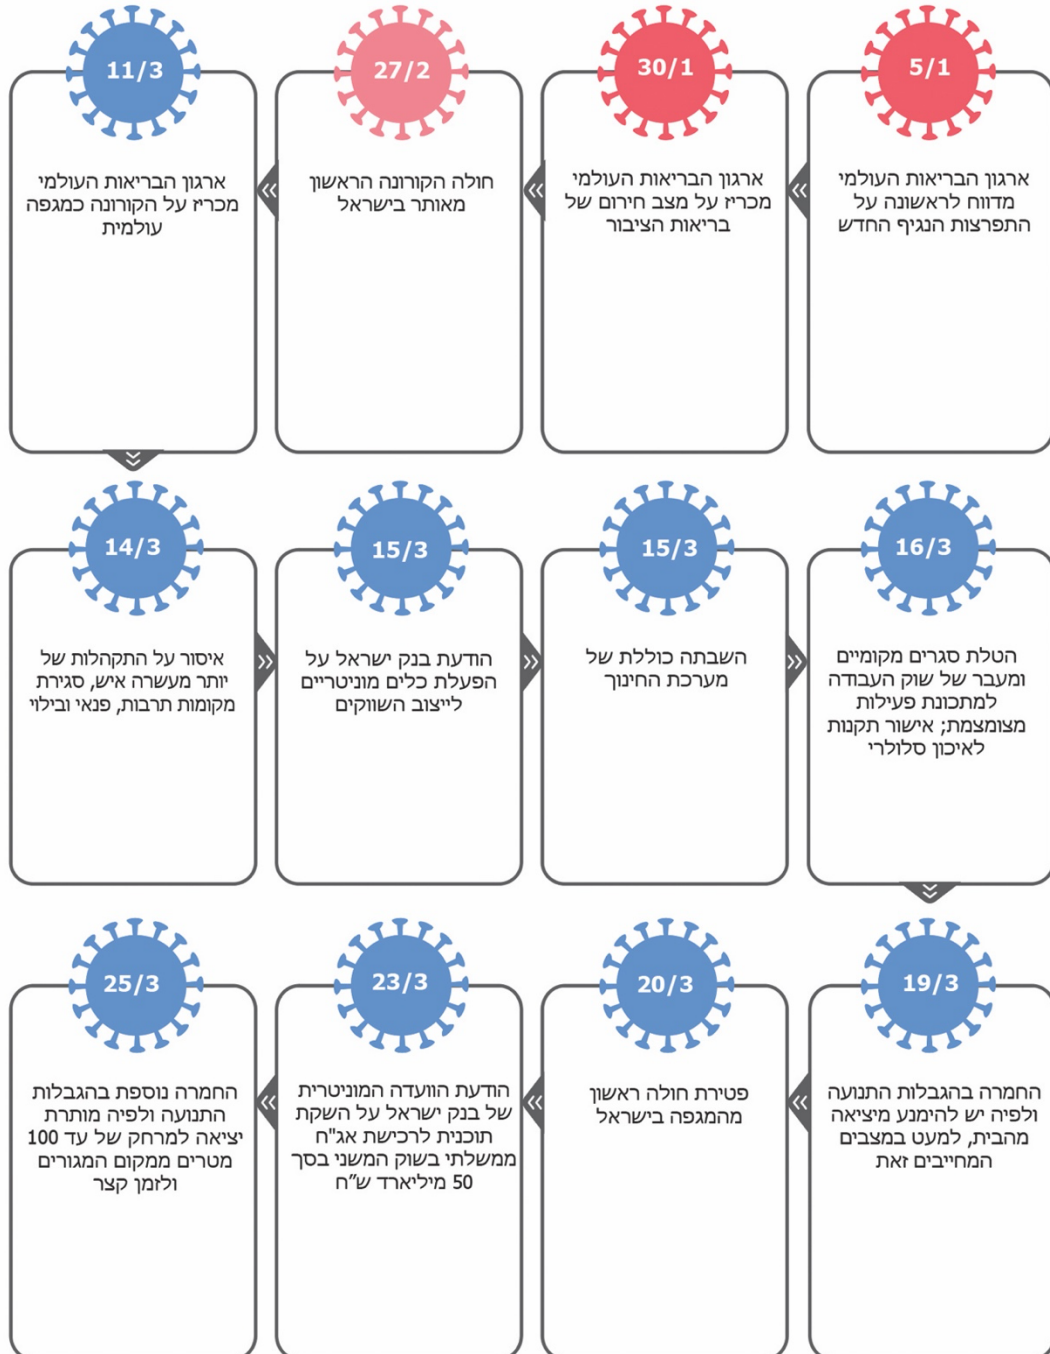 5/1
ארגון הבריאות העולמי
מדווח לראשונה על
התפרצות הנגיף החדש
30/1
ארגון הבריאות העולמי
מכריז על מצב חירום של
בריאות הציבור
27/2
חולה הקורונה הראשון
מאותר בישראל
11/3
ארגון הבריאות העולמי
מכריז על הקורונה כמגפה
עולמית
14/3
איסור על התקהלות של
יותר מעשרה איש, סגירת
מקומות תרבות, פנאי ובילוי
15/3
הודעת בנק ישראל על
הפעלת כלים מוניטריים
לייצוב השווקים
15/3
השבתה כוללת של
מערכת החינוך
16/3
הטלת סגרים מקומיים
ומעבר של שוק העבודה
למתכונת פעילות
מצומצמת; אישור תקנות
לאיכון סלולרי
19/3
החמרה בהגבלות התנועה
ולפיה יש להימנע מיציאה
מהבית, למעט במצבים
המחייבים זאת
20/3
פטירת חולה ראשון
מהמגפה בישראל
23/3
הודעת הוועדה המוניטרית
של בנק ישראל על השקת
תוכנית לרכישת אג"ח
ממשלתי בשוק המשני בסך
50 מיליארד ש"ח
25/3
החמרה נוספת בהגבלות
התנועה ולפיה מותרת
יציאה למרחק של עד 100
מטרים ממקום המגורים
ולזמן קצר